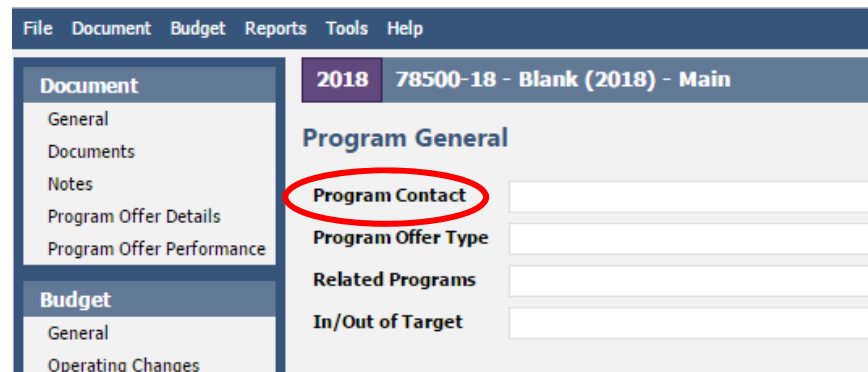 File Document Budget Reports Tools Help
Document
General
Documents
Notes
Program Offer Details
Program Offer Performance
Budget
General
Operating Changes
2018 78500-18 - Blank (2018) - Main
Program General
Program Contact
Program Offer Type
Related Programs
In/Out of Target